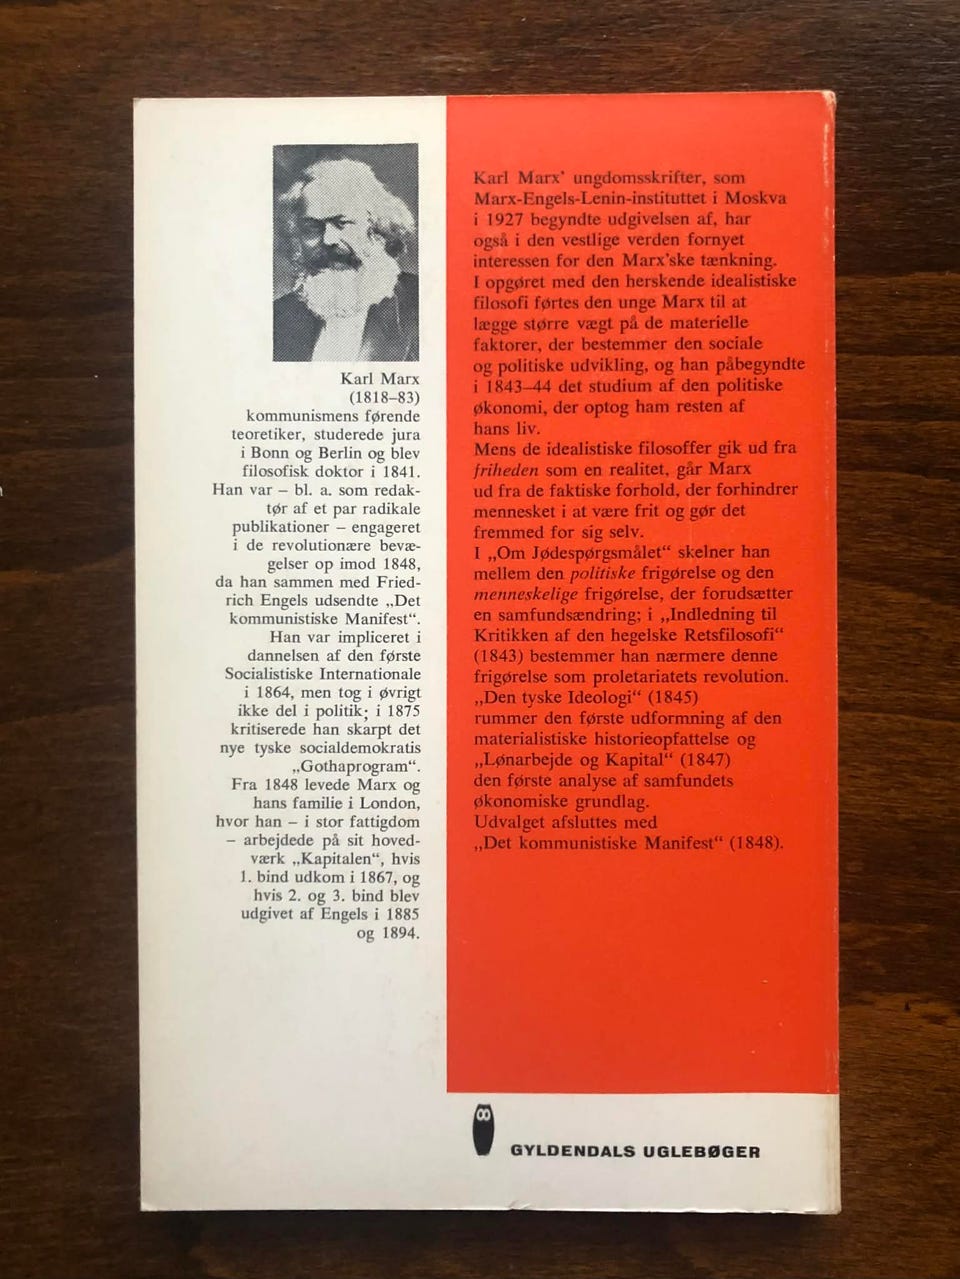 Karl Marx
(1818–83)
kommunismens førende
teoretiker, studerede jura
i Bonn og Berlin og blev
filosofisk doktor i 1841.
Han var – bl. a. som redak-
tør af et par radikale
publikationer – engageret
i de revolutionære bevæ-
gelser op imod 1848,
da han sammen med Fried-
rich Engels udsendte „Det
kommunistiske Manifest“.
Han var impliceret i
dannelsen af den første
Socialistiske Internationale
i 1864, men tog i øvrigt
ikke del i politik; i 1875
kritiserede han skarpt det
nye tyske socialdemokratis
„Gothaprogram“.
Fra 1848 levede Marx og
hans familie i London,
hvor han – i stor fattigdom
– arbejdede på sit hoved-
værk „Kapitalen“, hvis
1. bind udkom i 1867, og
hvis 2. og 3. bind blev
udgivet af Engels i 1885
og 1894.
Karl Marx’ ungdomsskrifter, som
Marx-Engels-Lenin-instituttet i Moskva
i 1927 begyndte udgivelsen af, har
også i den vestlige verden fornyet
interessen for den Marx’ske tænkning.
I opgøret med den herskende idealistiske
filosofi førtes den unge Marx til at
lægge større vægt på de materielle
faktorer, der bestemmer den sociale
og politiske udvikling, og han påbegyndte
i 1843–44 det studium af den politiske
økonomi, der optog ham resten af
hans liv.
Mens de idealistiske filosoffer gik ud fra
friheden som en realitet, går Marx
ud fra de faktiske forhold, der forhindrer
mennesket i at være frit og gør det
fremmed for sig selv.
I „Om Jødespørgsmålet“ skelner han
mellem den politiske frigørelse og den
menneskelige frigørelse, der forudsætter
en samfundsændring; i „Indledning til
Kritikken af den hegelske Retsfilosofi“
(1843) bestemmer han nærmere denne
frigørelse som proletariatets revolution.
„Den tyske Ideologi“ (1845)
rummer den første udformning af den
materialistiske historieopfattelse og
„Lønarbejde og Kapital“ (1847)
den første analyse af samfundets
økonomiske grundlag.
Udvalget afsluttes med
„Det kommunistiske Manifest“ (1848).
GYLDENDALS UGLEBØGER